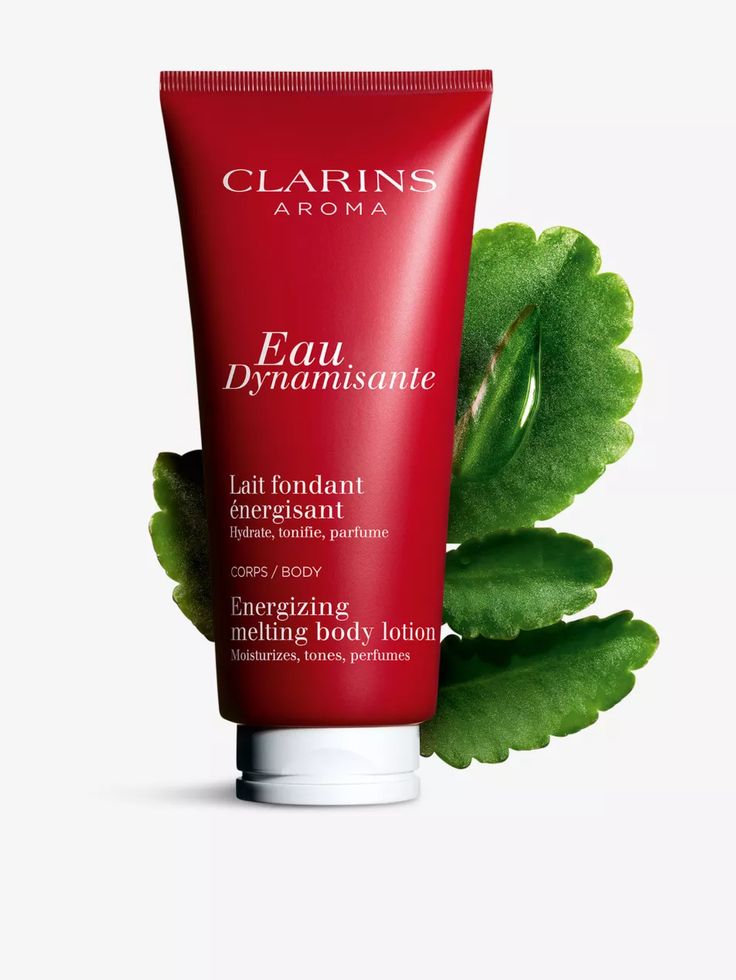 CLARINS
AROMA
Eau
Dynamisante
Lait fondant
énergisant
Hydrate, tonifie, parfume
CORPS / BODY
Energizing
melting body lotion
Moisturizes, tones, perfumes